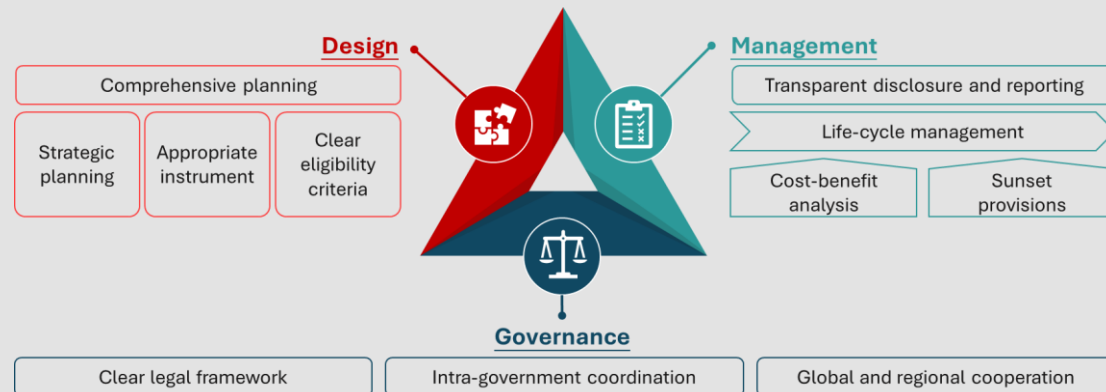 Design
Comprehensive planning
Strategic
planning
Appropriate
instrument
Clear
eligibility
criteria
Management
Transparent disclosure and reporting
Life-cycle management
Cost-benefit
analysis
Sunset
provisions
Governance
Clear legal framework
Intra-government coordination
Global and regional cooperation